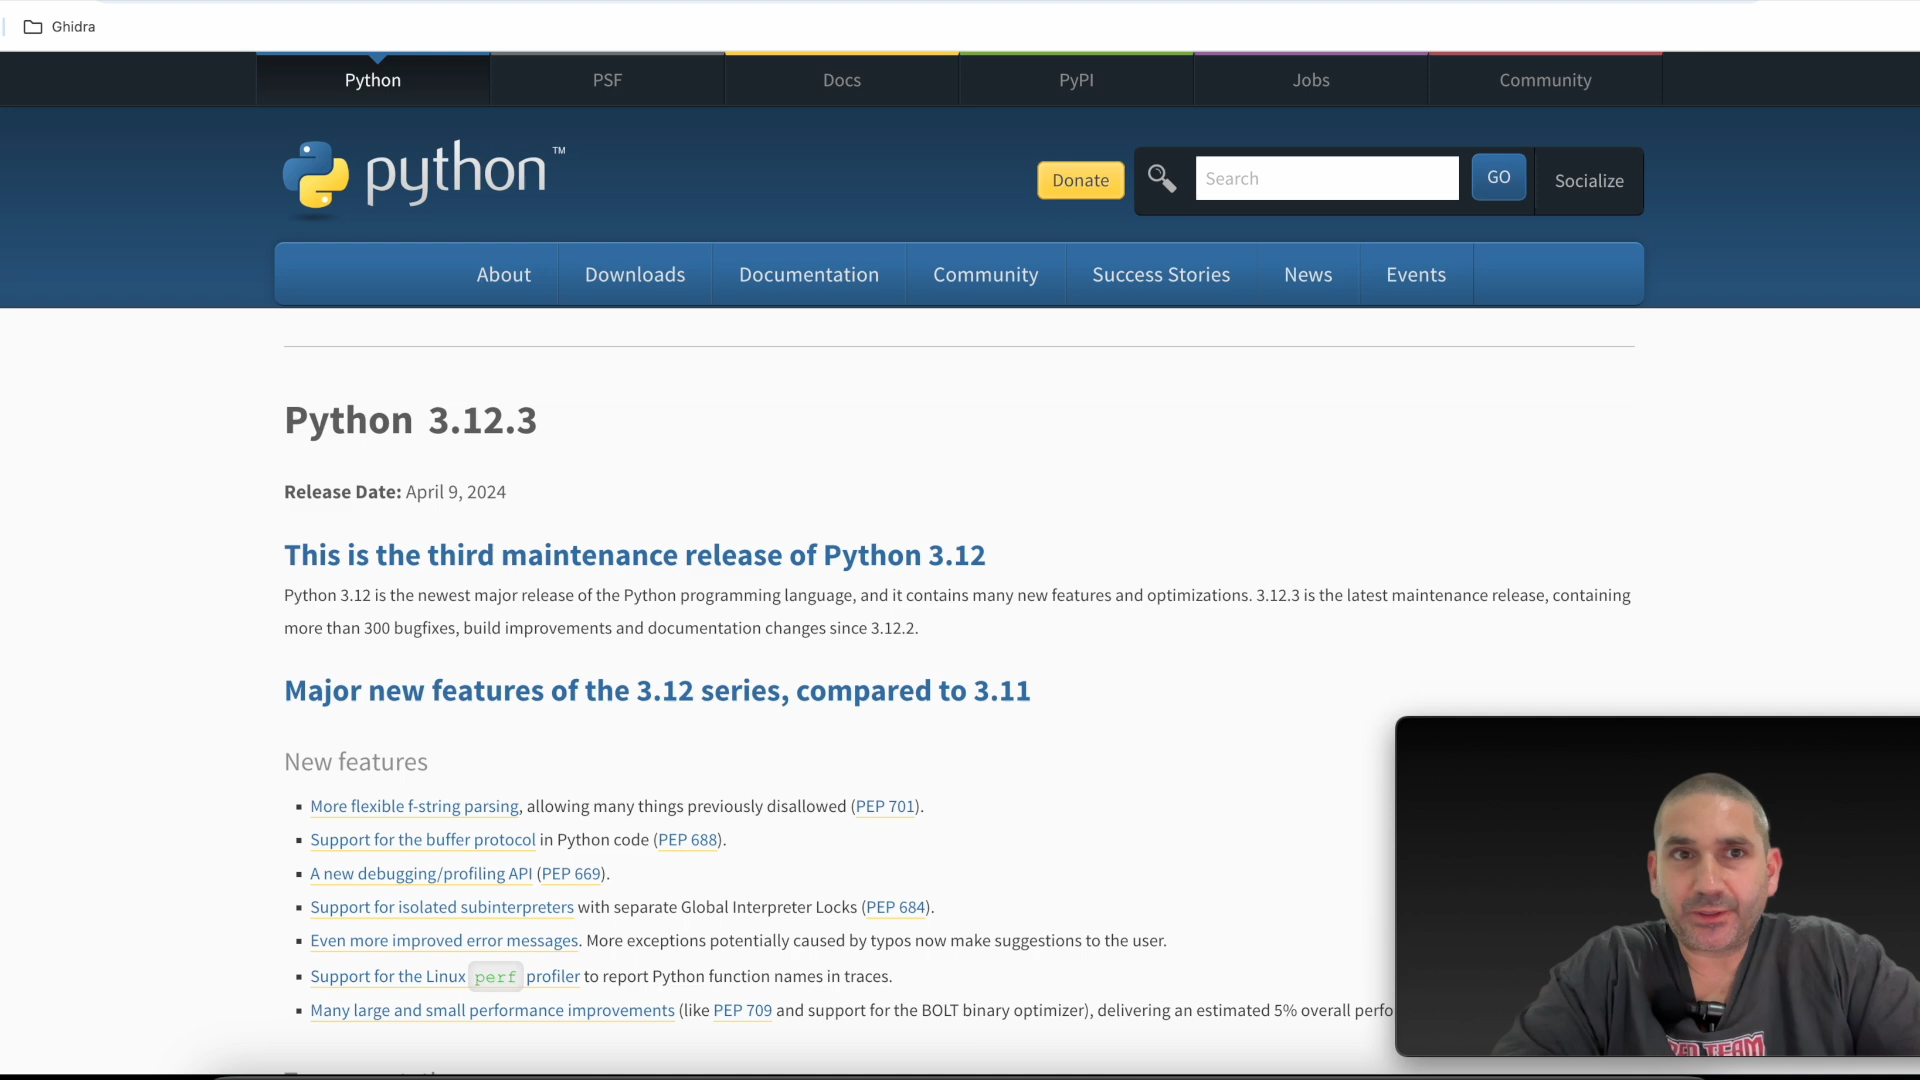 Ghidra
Python
PSF
Docs
PyPI
Jobs
Community
python™
Donate
Search
GO
Socialize
About
Downloads
Documentation
Community
Success Stories
News
Events
Python 3.12.3
Release Date: April 9, 2024
This is the third maintenance release of Python 3.12
Python 3.12 is the newest major release of the Python programming language, and it contains many new features and optimizations. 3.12.3 is the latest maintenance release, containing
more than 300 bugfixes, build improvements and documentation changes since 3.12.2.
Major new features of the 3.12 series, compared to 3.11
New features
More flexible f-string parsing, allowing many things previously disallowed (PEP 701).
Support for the buffer protocol in Python code (PEP 688).
A new debugging/profiling API (PEP 669).
Support for isolated subinterpreters with separate Global Interpreter Locks (PEP 684).
Even more improved error messages. More exceptions potentially caused by typos now make suggestions to the user.
Support for the Linux perf profiler to report Python function names in traces.
Many large and small performance improvements (like PEP 709 and support for the BOLT binary optimizer), delivering an estimated 5% overall perfo
RED TEAM